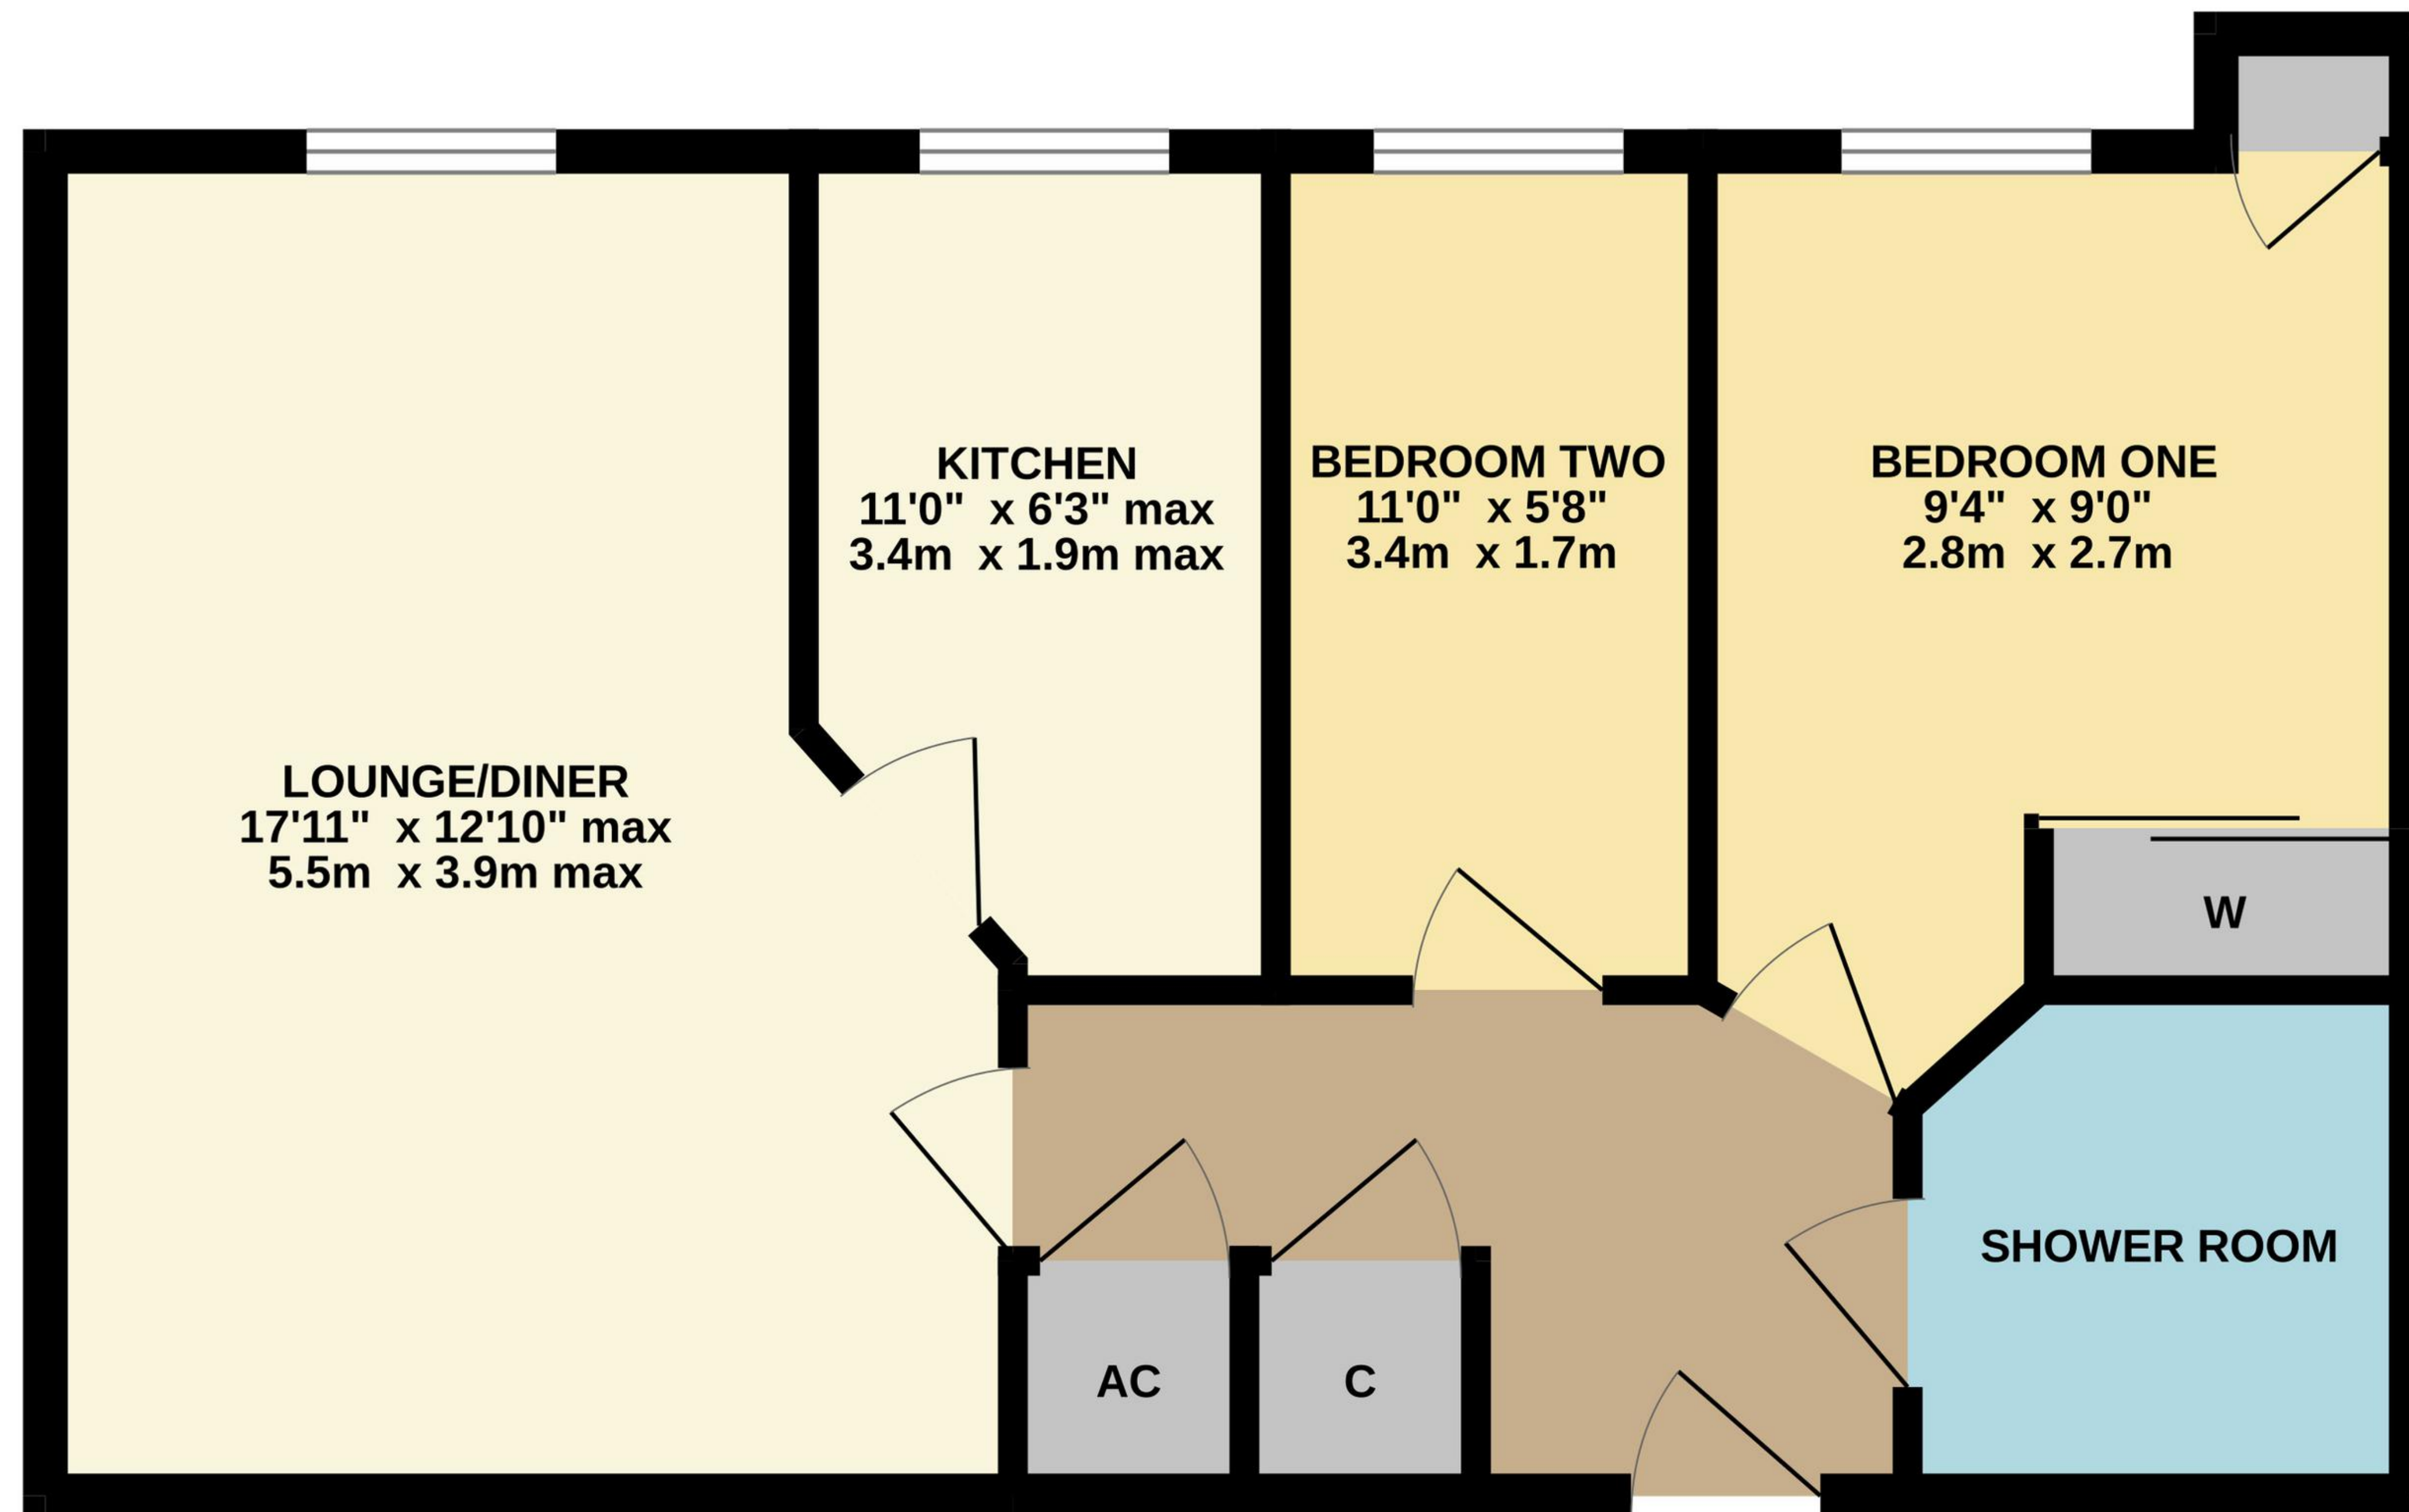 KITCHEN
11'0" x 6'3" max
3.4m x 1.9m max
BEDROOM TWO
11'0" x 5'8"
3.4m x 1.7m
BEDROOM ONE
9'4" x 9'0"
2.8m x 2.7m
LOUNGE/DINER
17'11" x 12'10" max
5.5m x 3.9m max
W
SHOWER ROOM
AC
C